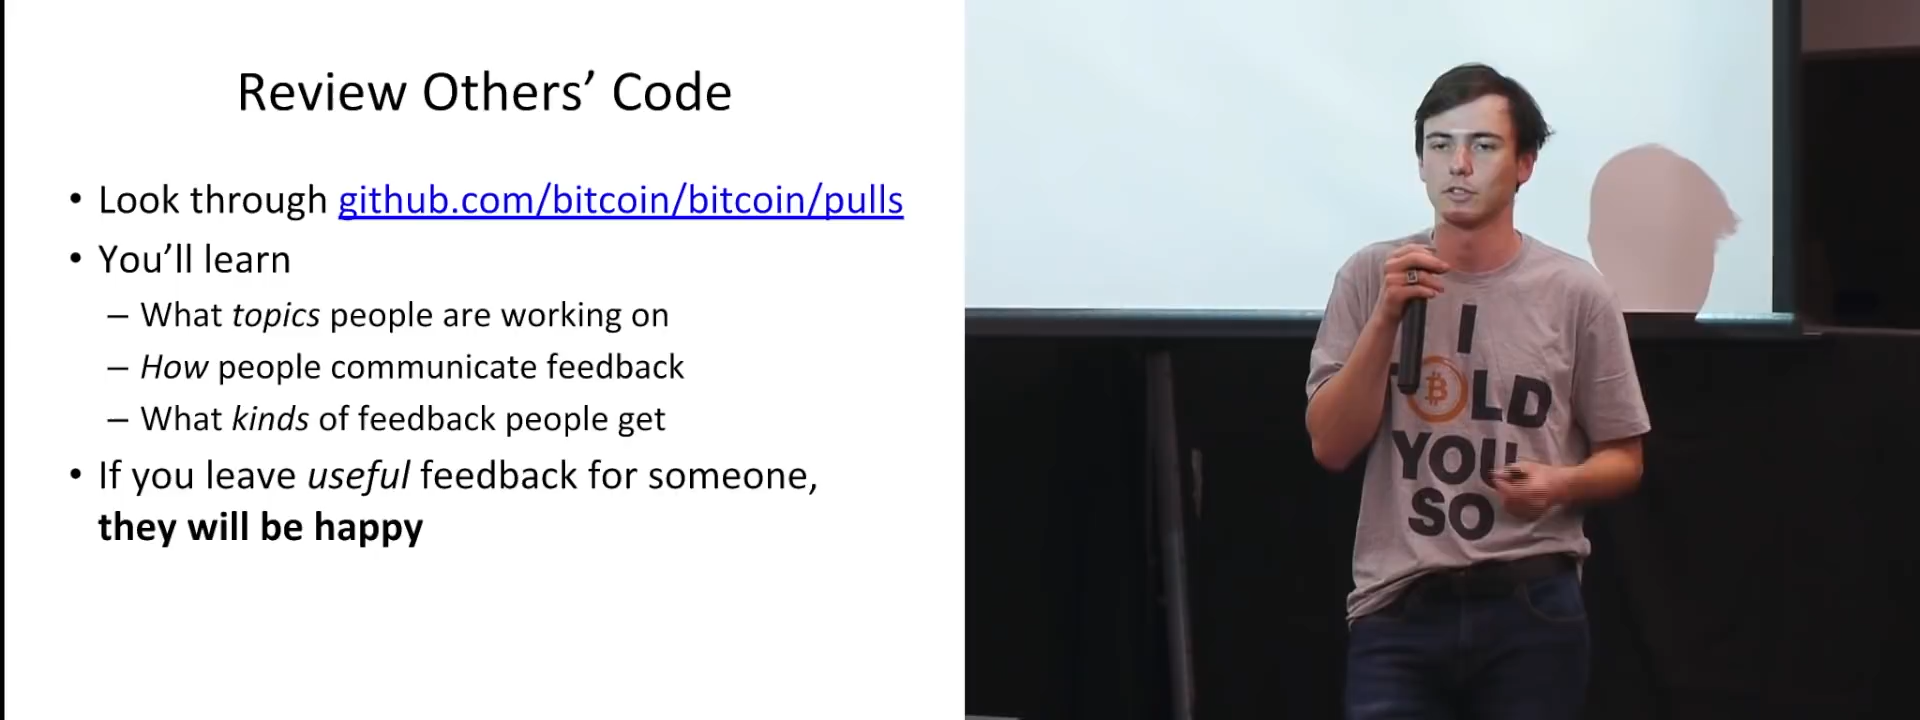 Review Others’ Code
• Look through github.com/bitcoin/bitcoin/pulls
• You’ll learn
– What topics people are working on
– How people communicate feedback
– What kinds of feedback people get
• If you leave useful feedback for someone,
they will be happy
I
T₿LD
YOU
SO